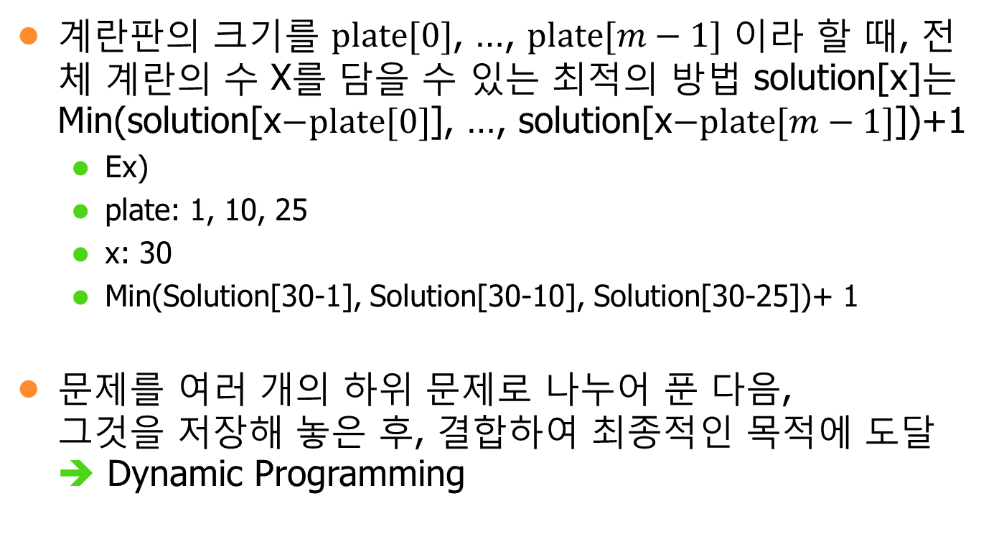 계란판의 크기를 plate[0], …, plate[m − 1] 이라 할 때, 전
체 계란의 수 X를 담을 수 있는 최적의 방법 solution[x]는
Min(solution[x−plate[0]], …, solution[x−plate[m − 1]])+1
Ex)
plate: 1, 10, 25
x: 30
Min(Solution[30-1], Solution[30-10], Solution[30-25])+ 1
문제를 여러 개의 하위 문제로 나누어 푼 다음,
그것을 저장해 놓은 후, 결합하여 최종적인 목적에 도달
➔ Dynamic Programming